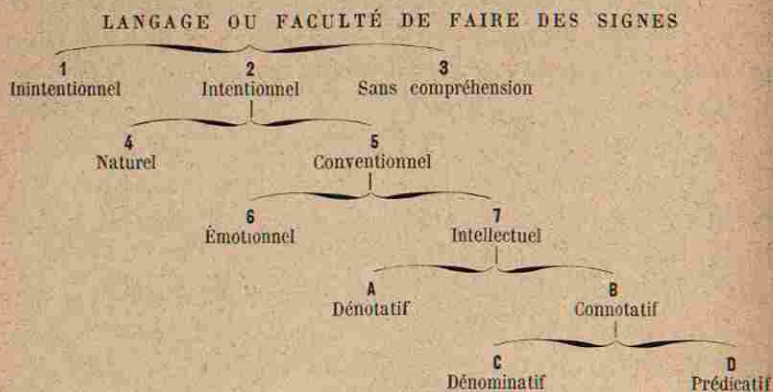 LANGAGE OU FACULTÉ DE FAIRE DES SIGNES
1 2 3
Inintentionnel Intentionnel Sans compréhension
4 5
Naturel Conventionnel
6 7
Émotionnel Intellectuel
A B
Dénotatif Connotatif
C D
Dénominatif Prédicatif